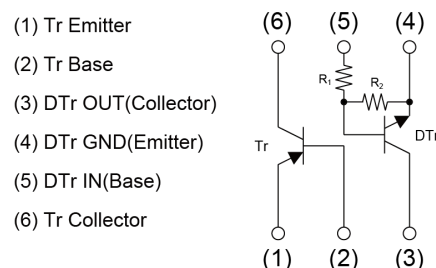 (1) Tr Emitter
(2) Tr Base
(3) DTr OUT(Collector)
(4) DTr GND(Emitter)
(5) DTr IN(Base)
(6) Tr Collector
(6) (5) (4)
R1
R2
Tr
DTr
(1) (2) (3)